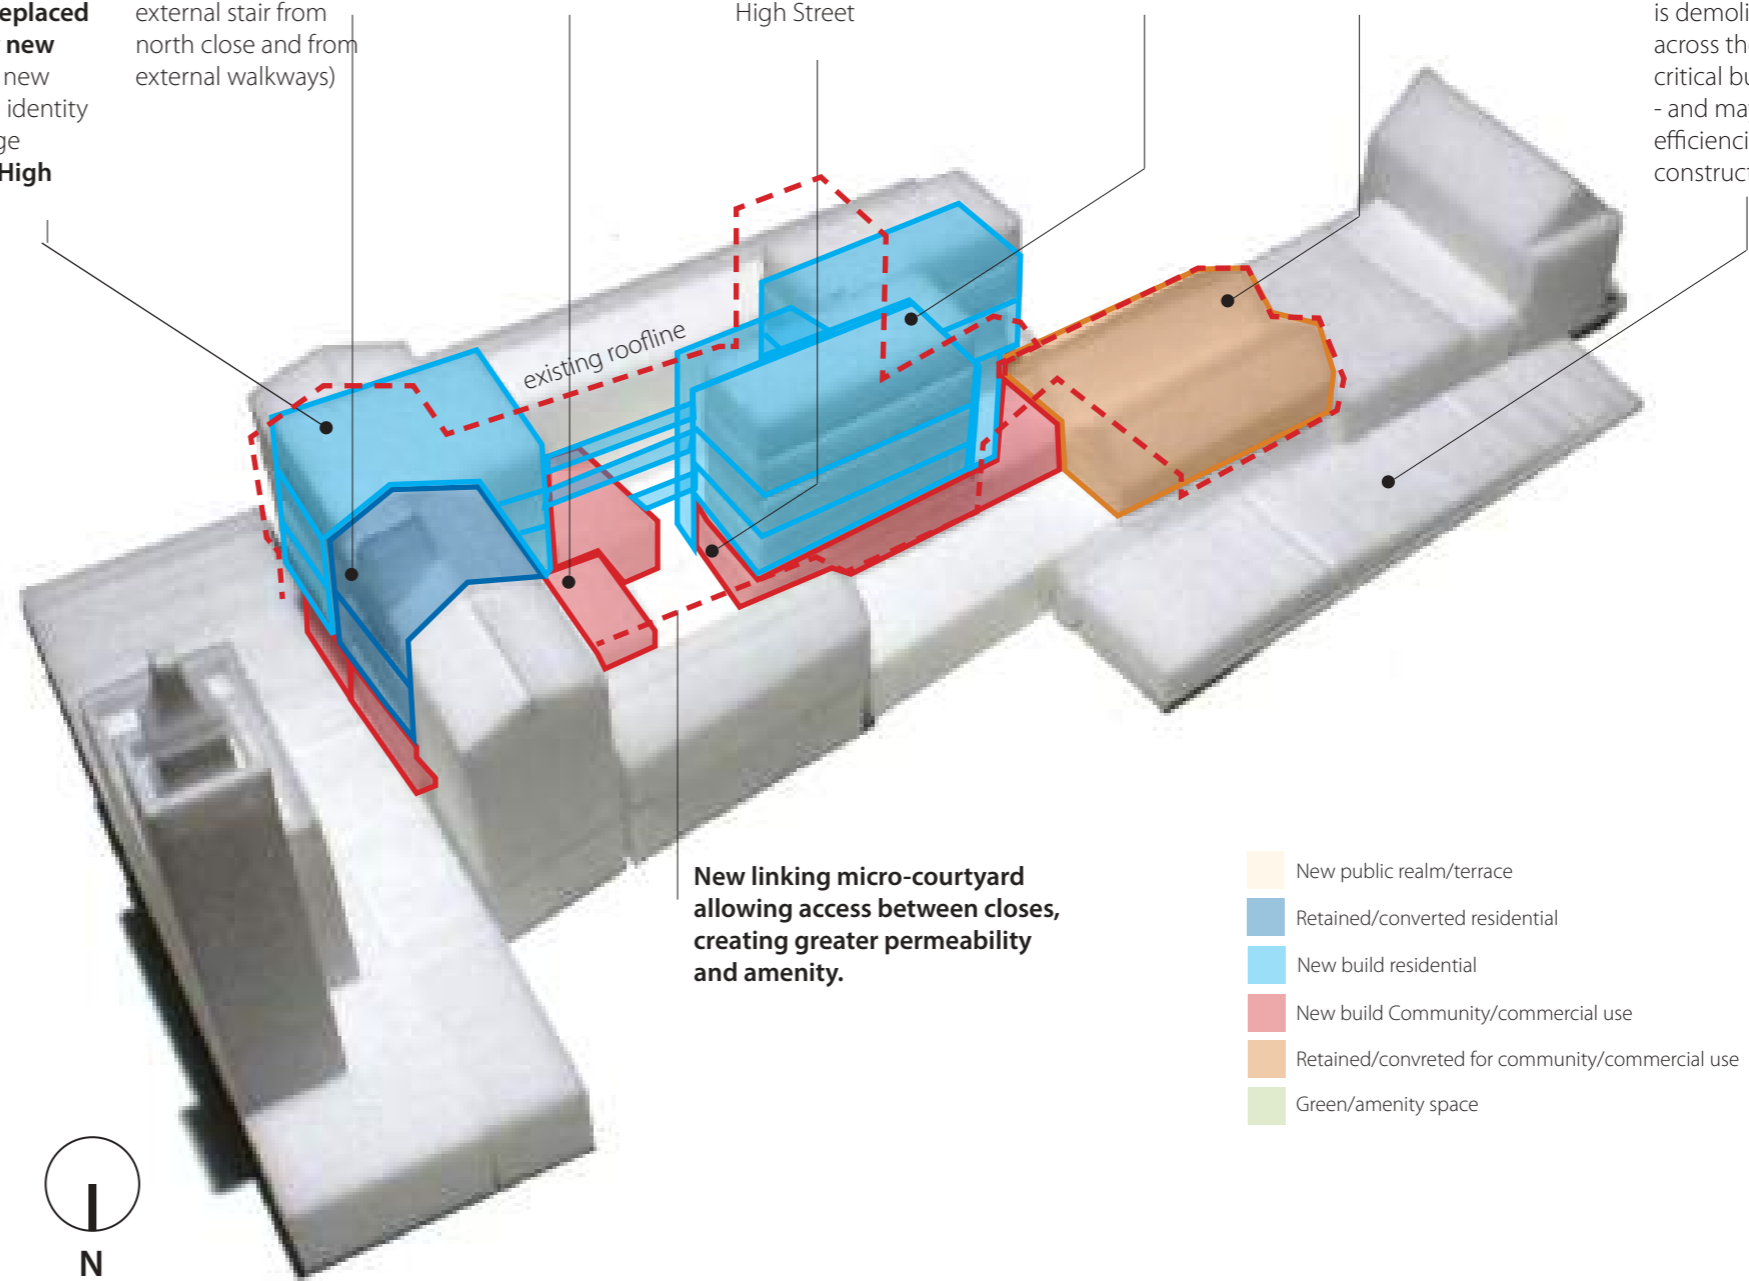 eplaced
new
new
identity
ge
High
external stair from
north close and from
external walkways)
High Street
is demoli
across th
critical bu
- and ma
efficienci
construct
existing roofline
New linking micro-courtyard
allowing access between closes,
creating greater permeability
and amenity.
New public realm/terrace
Retained/converted residential
New build residential
New build Community/commercial use
Retained/convreted for community/commercial use
Green/amenity space
N